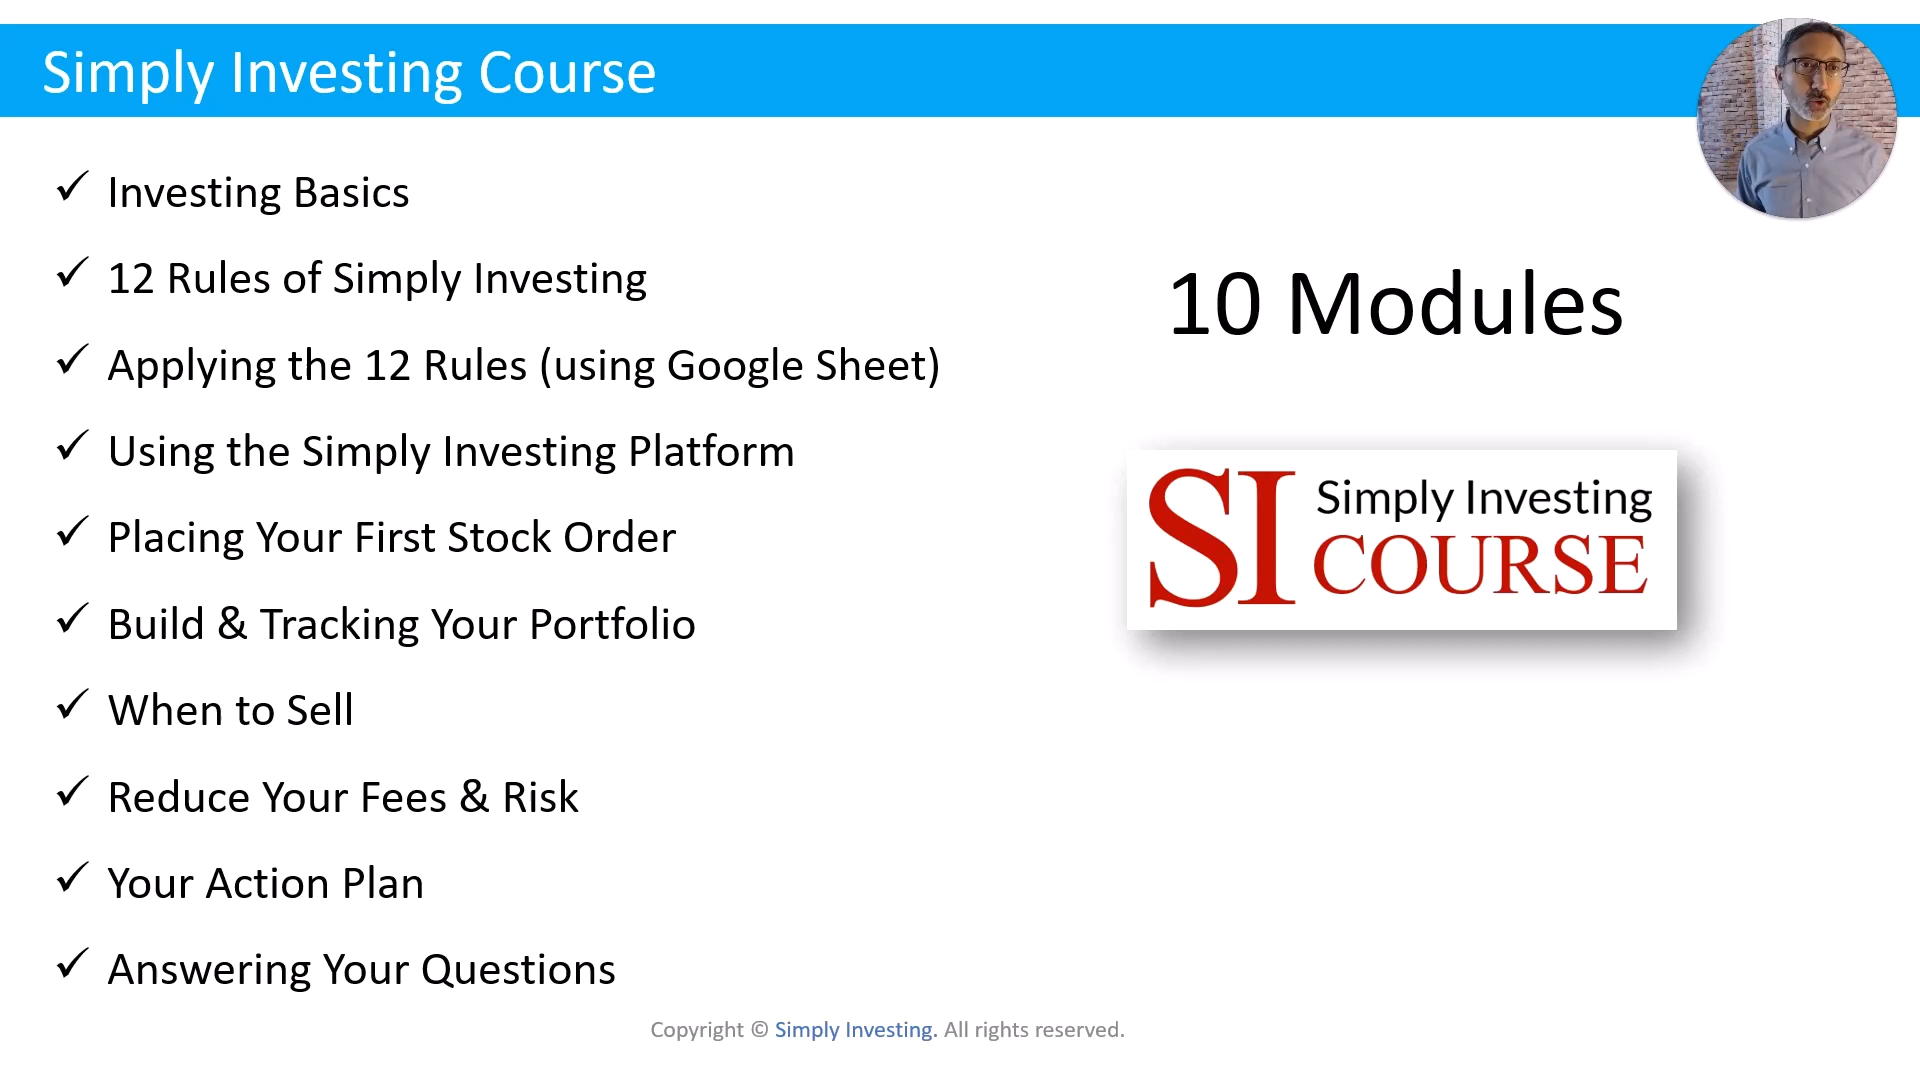 Simply Investing Course
✓ Investing Basics
✓ 12 Rules of Simply Investing
✓ Applying the 12 Rules (using Google Sheet)
✓ Using the Simply Investing Platform
✓ Placing Your First Stock Order
✓ Build & Tracking Your Portfolio
✓ When to Sell
✓ Reduce Your Fees & Risk
✓ Your Action Plan
✓ Answering Your Questions
10 Modules
SI
Simply Investing
COURSE
Copyright © Simply Investing. All rights reserved.